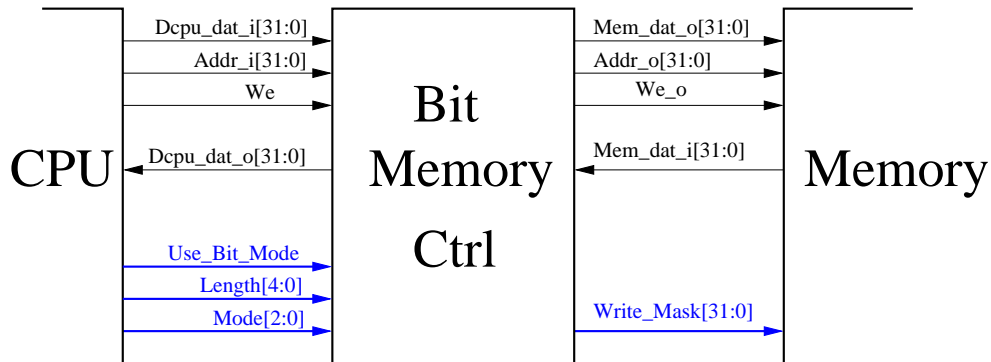 Dcpu_dat_i[31:0]
Addr_i[31:0]
We
Dcpu_dat_o[31:0]
CPU
Use_Bit_Mode
Length[4:0]
Mode[2:0]
Bit
Memory
Ctrl
Mem_dat_o[31:0]
Addr_o[31:0]
We_o
Mem_dat_i[31:0]
Write_Mask[31:0]
Memory